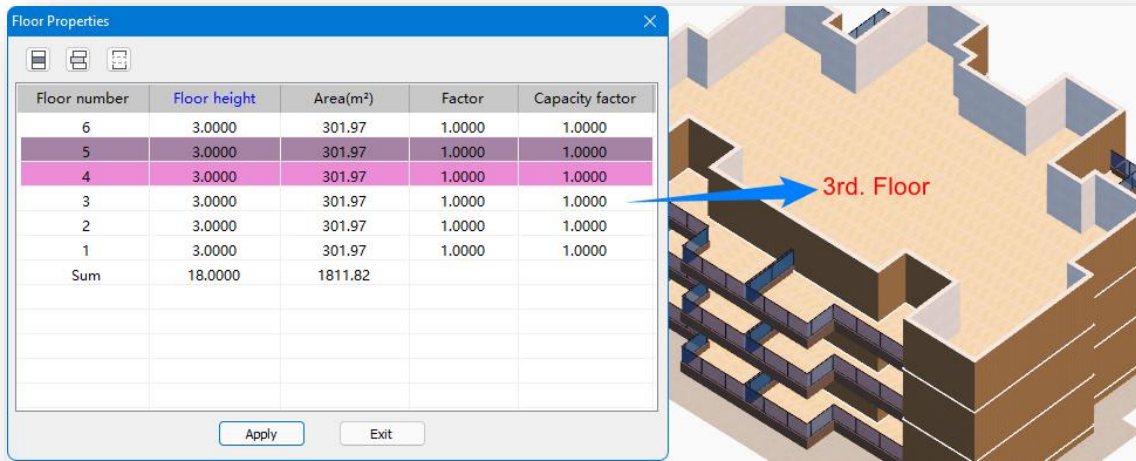 Floor Properties
Floor number Floor height Area(m²) Factor Capacity factor
6 3.0000 301.97 1.0000 1.0000
5 3.0000 301.97 1.0000 1.0000
4 3.0000 301.97 1.0000 1.0000
3 3.0000 301.97 1.0000 1.0000
2 3.0000 301.97 1.0000 1.0000
1 3.0000 301.97 1.0000 1.0000
Sum 18.0000 1811.82
Apply Exit
3rd. Floor